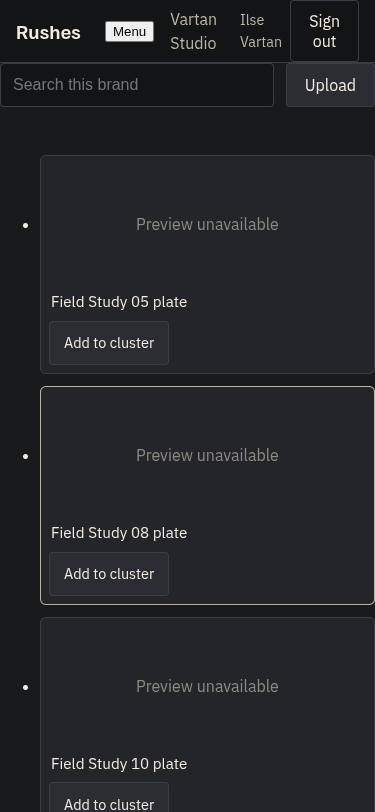 Rushes
Menu
Vartan
Studio
Ilse
Vartan
Sign
out
Search this brand
Upload
Preview unavailable
Field Study 05 plate
Add to cluster
Preview unavailable
Field Study 08 plate
Add to cluster
Preview unavailable
Field Study 10 plate
Add to cluster